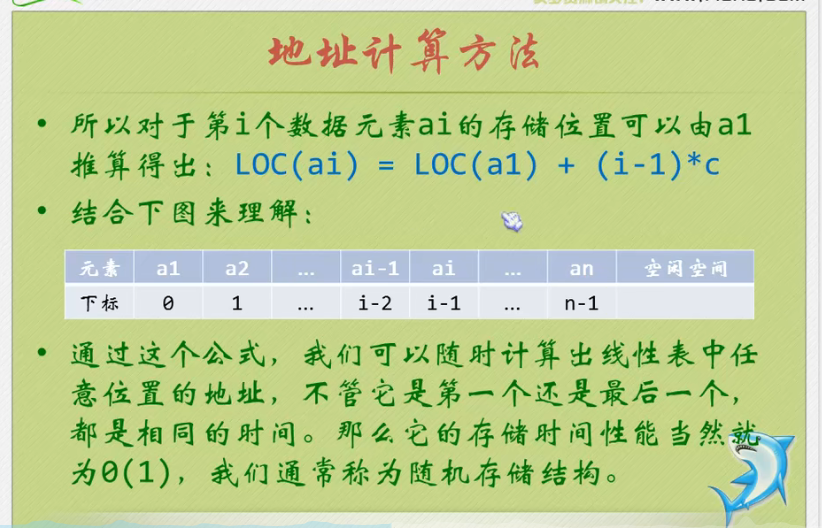 地址计算方法
• 所以对于第i个数据元素ai的存储位置可以由a1
推算得出：LOC(ai) = LOC(a1) + (i-1)*c
• 结合下图来理解：
元素 a1 a2 … ai-1 ai … an 空闲空间
下标 0 1 … i-2 i-1 … n-1
• 通过这个公式，我们可以随时计算出线性表中任
意位置的地址，不管它是第一个还是最后一个，
都是相同的时间。那么它的存储时间性能当然就
为0(1)，我们通常称为随机存储结构。